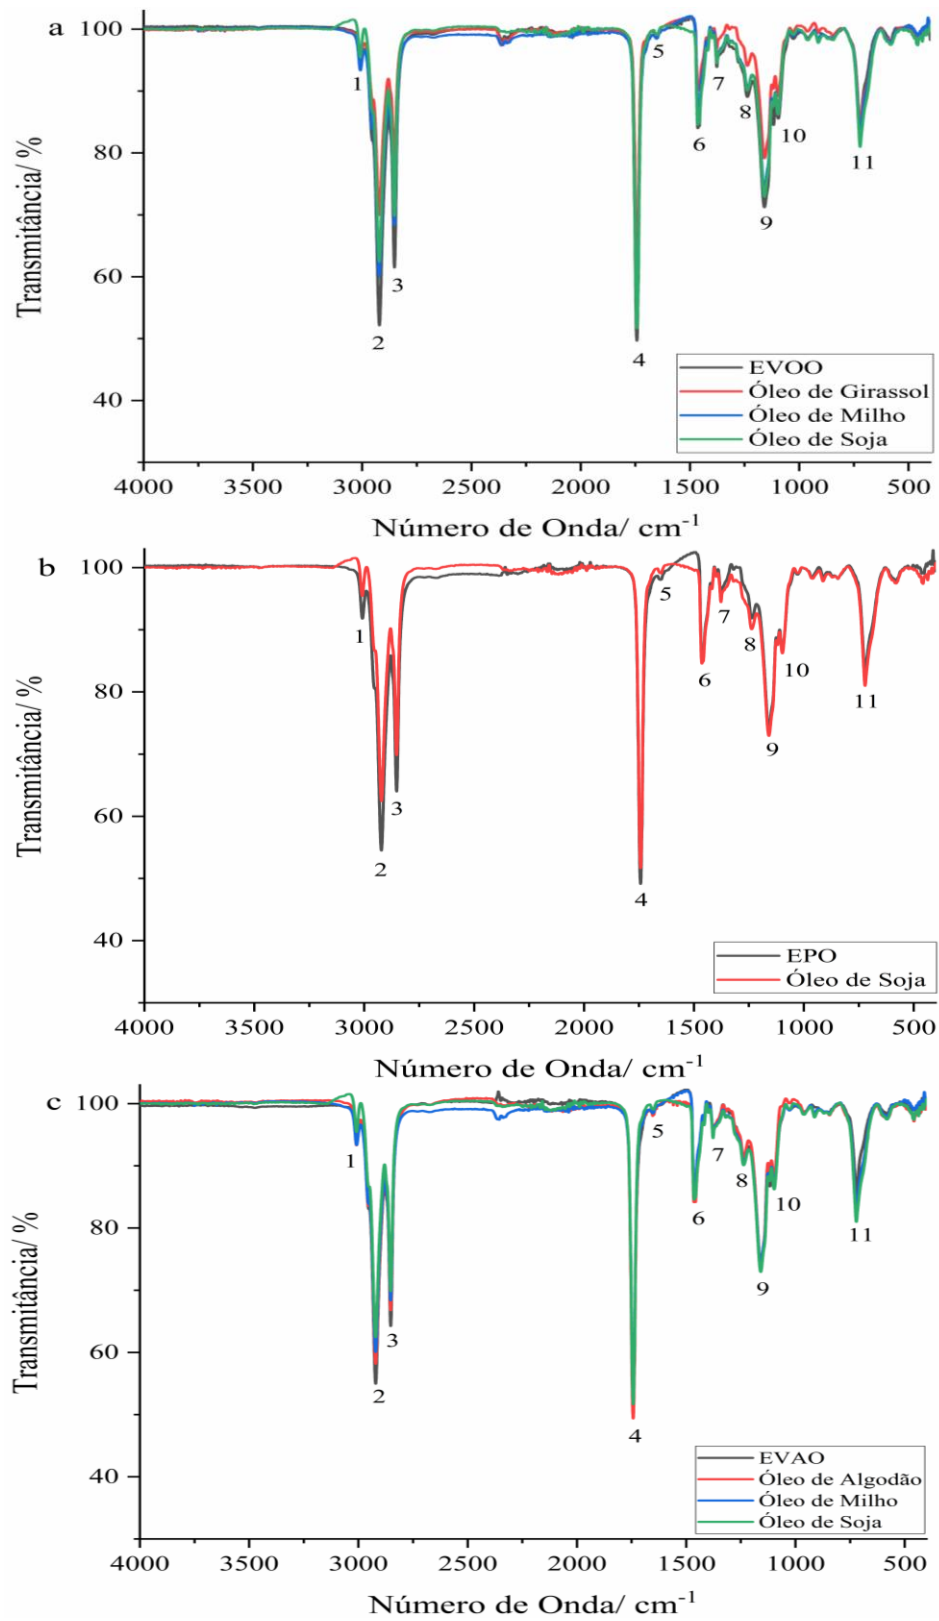 a
100
80
60
40
Transmitância/ %
1
2
3
4
5
6
7
8
9
10
11
EVOO
Óleo de Girassol
Óleo de Milho
Óleo de Soja
4000 3500 3000 2500 2000 1500 1000 500
Número de Onda/ cm⁻¹
b
100
80
60
40
Transmitância/ %
1
2
3
4
5
6
7
8
9
10
11
EPO
Óleo de Soja
4000 3500 3000 2500 2000 1500 1000 500
Número de Onda/ cm⁻¹
c
100
80
60
40
Transmitância/ %
1
2
3
4
5
6
7
8
9
10
11
EVAO
Óleo de Algodão
Óleo de Milho
Óleo de Soja
4000 3500 3000 2500 2000 1500 1000 500
Número de Onda/ cm⁻¹